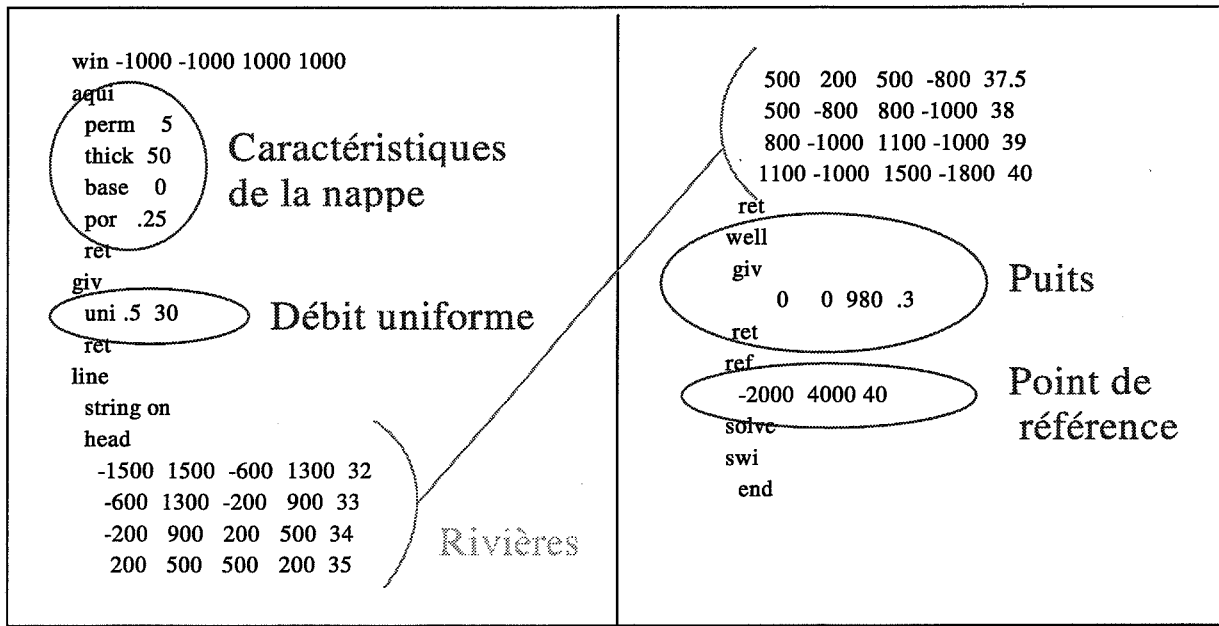 win -1000 -1000 1000 1000
aqui
perm 5
thick 50
base 0
por .25
ret
Caractéristiques
de la nappe
giv
uni .5 30
Débit uniforme
ret
line
string on
head
-1500 1500 -600 1300 32
-600 1300 -200 900 33
-200 900 200 500 34
200 500 500 200 35
Rivières
500 200 500 -800 37.5
500 -800 800 -1000 38
800 -1000 1100 -1000 39
1100 -1000 1500 -1800 40
ret
well
giv
0 0 980 .3
ret
Puits
ref
-2000 4000 40
Point de
référence
solve
swi
end